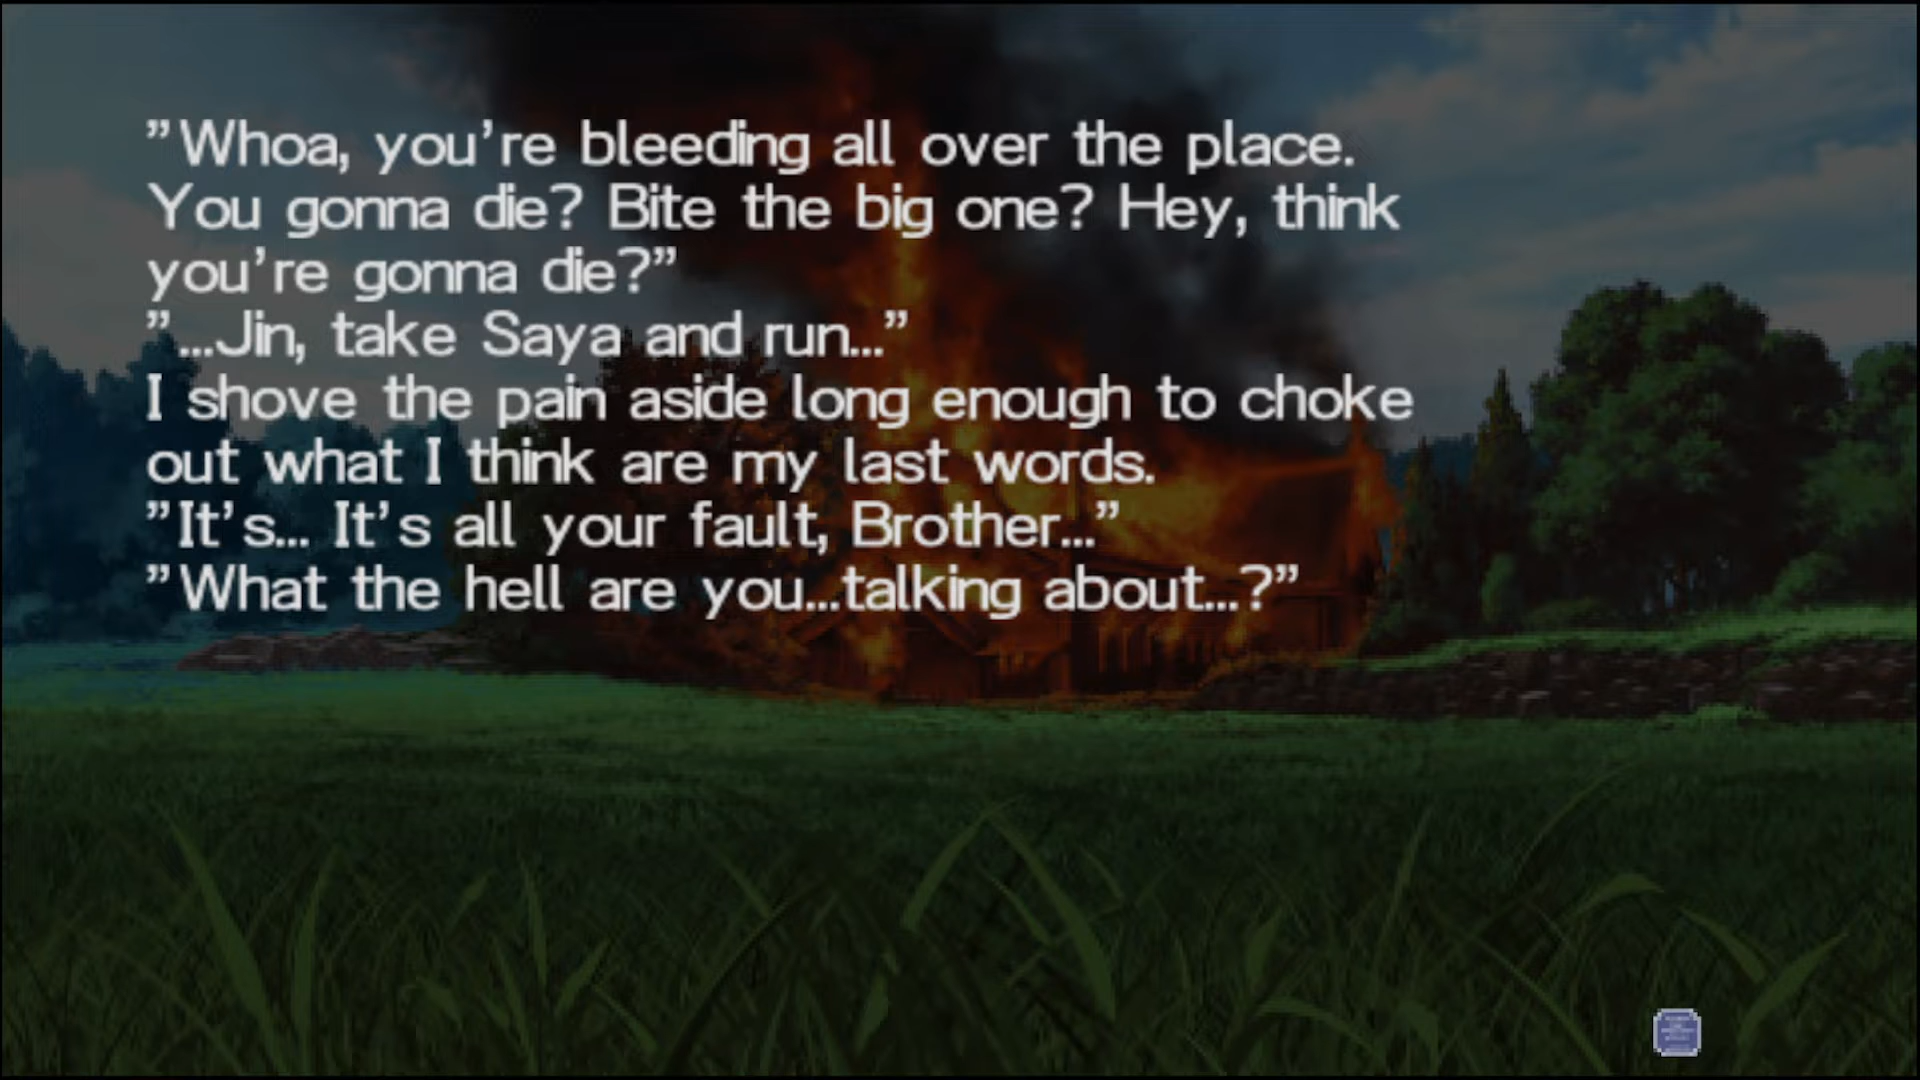 ”Whoa, you’re bleeding all over the place.
You gonna die? Bite the big one? Hey, think
you’re gonna die?”
”...Jin, take Saya and run...”
I shove the pain aside long enough to choke
out what I think are my last words.
”It’s... It’s all your fault, Brother...”
”What the hell are you...talking about...?”